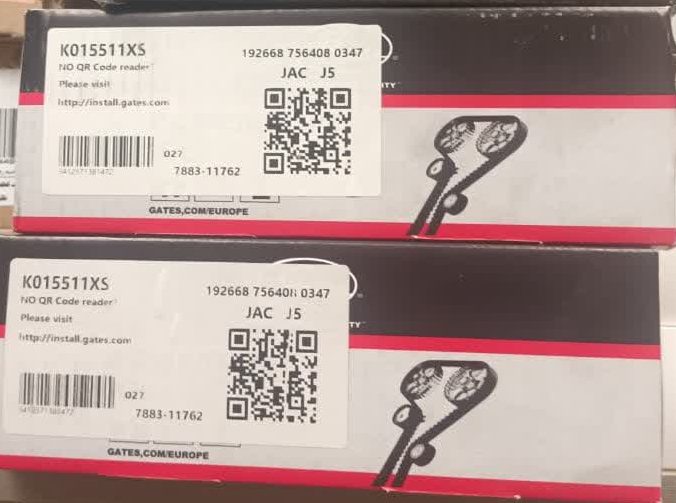 K015511XS
192668 756408 0347
NO QR Code reader?
JAC J5
Please visit
http://install.gates.com
027
7883-11762
GATES,COM/EUROPE
K015511XS
192668 756408 0347
NO QR Code reader?
JAC J5
Please visit
http://install.gates.com
027
7883-11762
GATES,COM/EUROPE